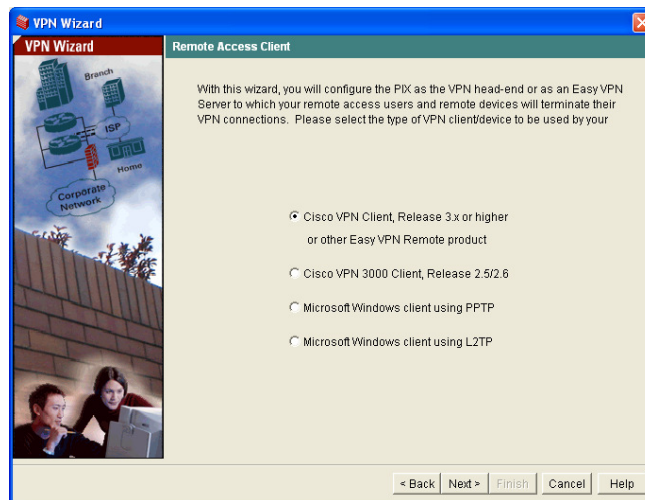 VPN Wizard
VPN Wizard
Branch
ISP
Home
Corporate
Network
Remote Access Client
With this wizard, you will configure the PIX as the VPN head-end or as an Easy VPN
Server to which your remote access users and remote devices will terminate their
VPN connections. Please select the type of VPN client/device to be used by your
Cisco VPN Client, Release 3.x or higher
or other Easy VPN Remote product
Cisco VPN 3000 Client, Release 2.5/2.6
Microsoft Windows client using PPTP
Microsoft Windows client using L2TP
< Back
Next >
Finish
Cancel
Help